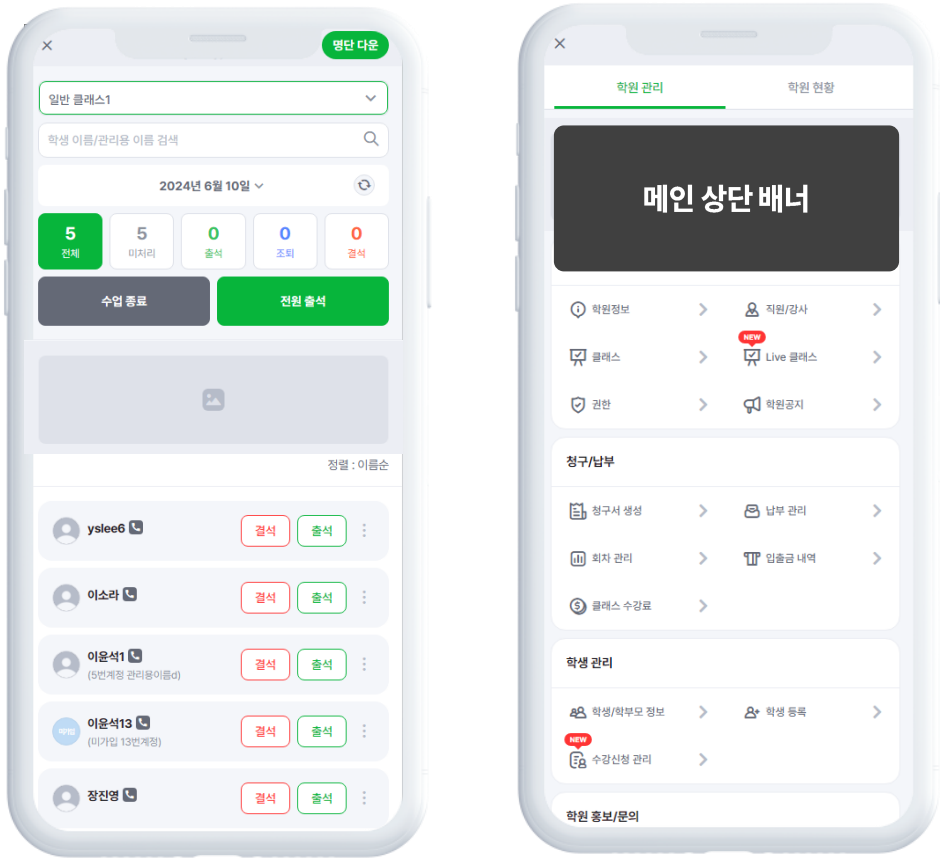 명단 다운
일반 클래스1
학생 이름/관리용 이름 검색
2024년 6월 10일
5 5 0 0 0
전체 미처리 출석 조퇴 결석
수업 종료 전원 출석
정렬 : 이름순
yslee6 결석 출석
이소라 결석 출석
이윤석1 결석 출석
(5번계정 관리용이름d)
이윤석13 결석 출석
(미가입 13번계정)
장진영 결석 출석
학원 관리 학원 현황
메인 상단 배너
학원정보 직원/강사
NEW
클래스 Live 클래스
권한 학원공지
청구/납부
청구서 생성 납부 관리
회차 관리 입출금 내역
클래스 수강료
학생 관리
학생/학부모 정보 학생 등록
NEW
수강신청 관리
학원 홍보/문의